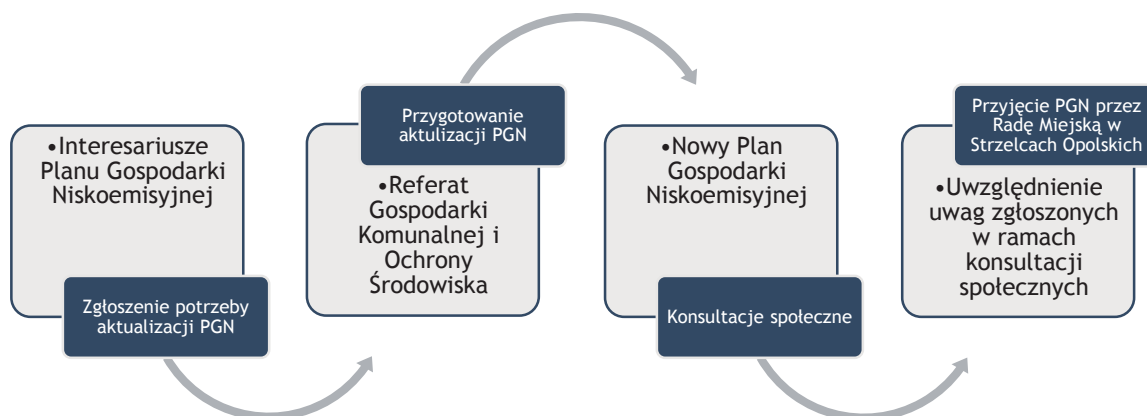 •Interesariusze
Planu Gospodarki
Niskoemisyjnej
Zgłoszenie potrzeby
aktualizacji PGN
Przygotowanie
aktulizacji PGN
•Referat
Gospodarki
Komunalnej i
Ochrony
Środowiska
•Nowy Plan
Gospodarki
Niskoemisyjnej
Konsultacje społeczne
Przyjęcie PGN przez
Radę Miejską w
Strzelcach Opolskich
•Uwzględnienie
uwag zgłoszonych
w ramach
konsultacji
społecznych